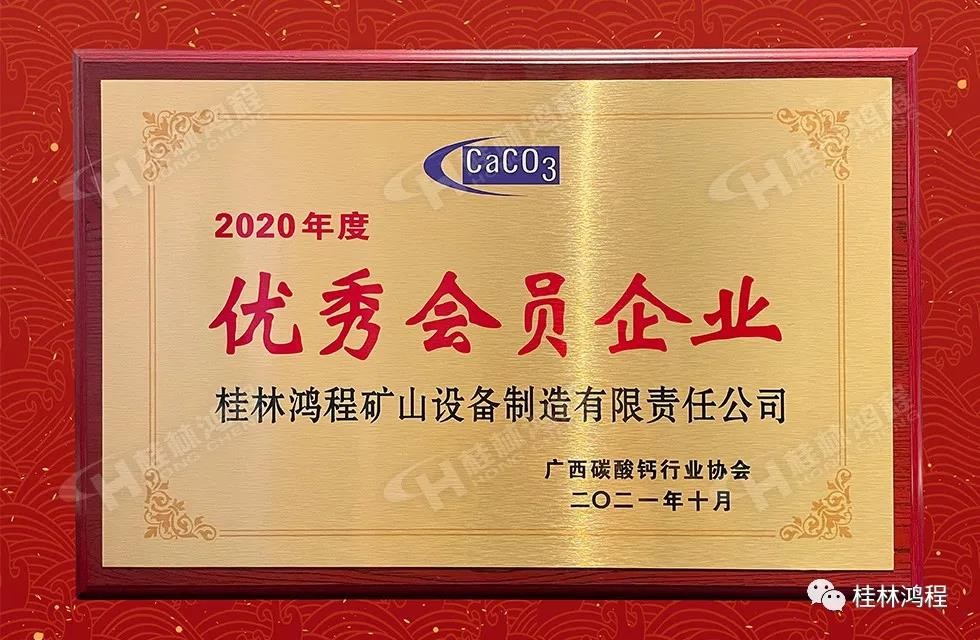 CaCO3
2020年度
优秀会员企业
桂林鸿程矿山设备制造有限责任公司
广西碳酸钙行业协会
二〇二一年十月
桂林鸿程